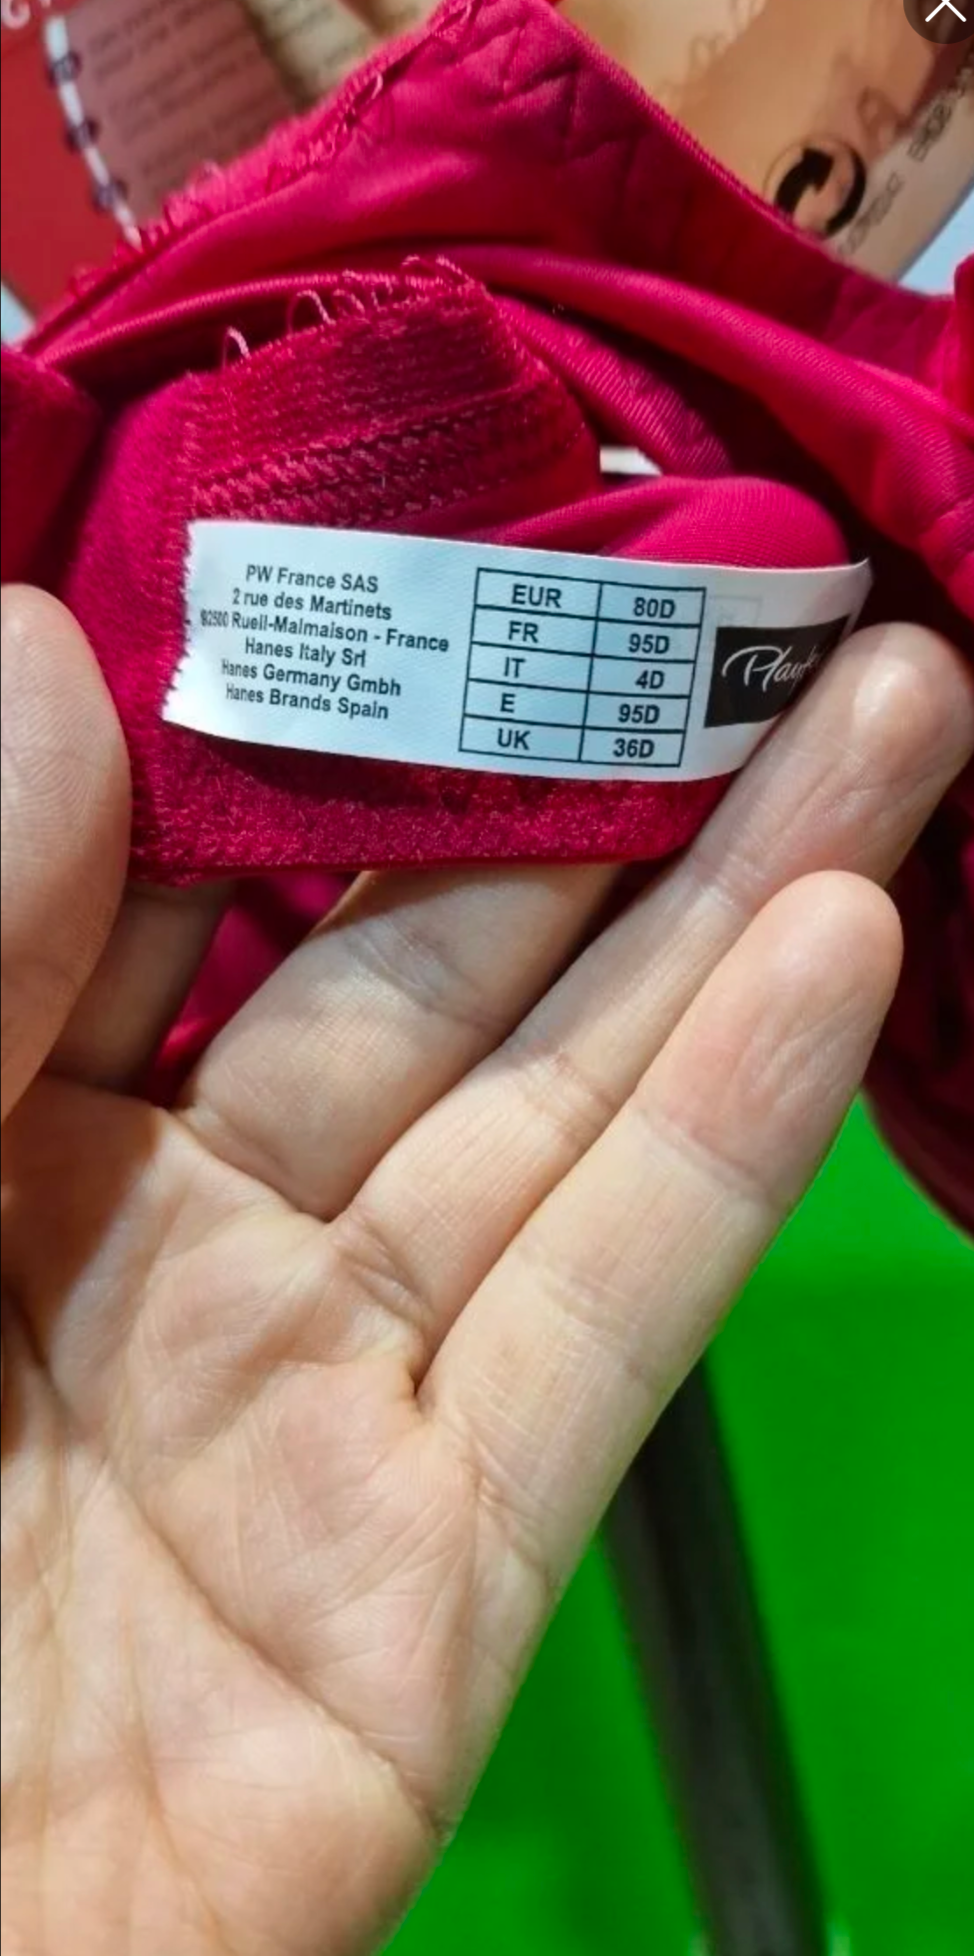 PW France SAS
2 rue des Martinets
92500 Rueil-Malmaison - France
Hanes Italy Srl
Hanes Germany Gmbh
Hanes Brands Spain
EUR 80D
FR 95D
IT 4D
E 95D
UK 36D